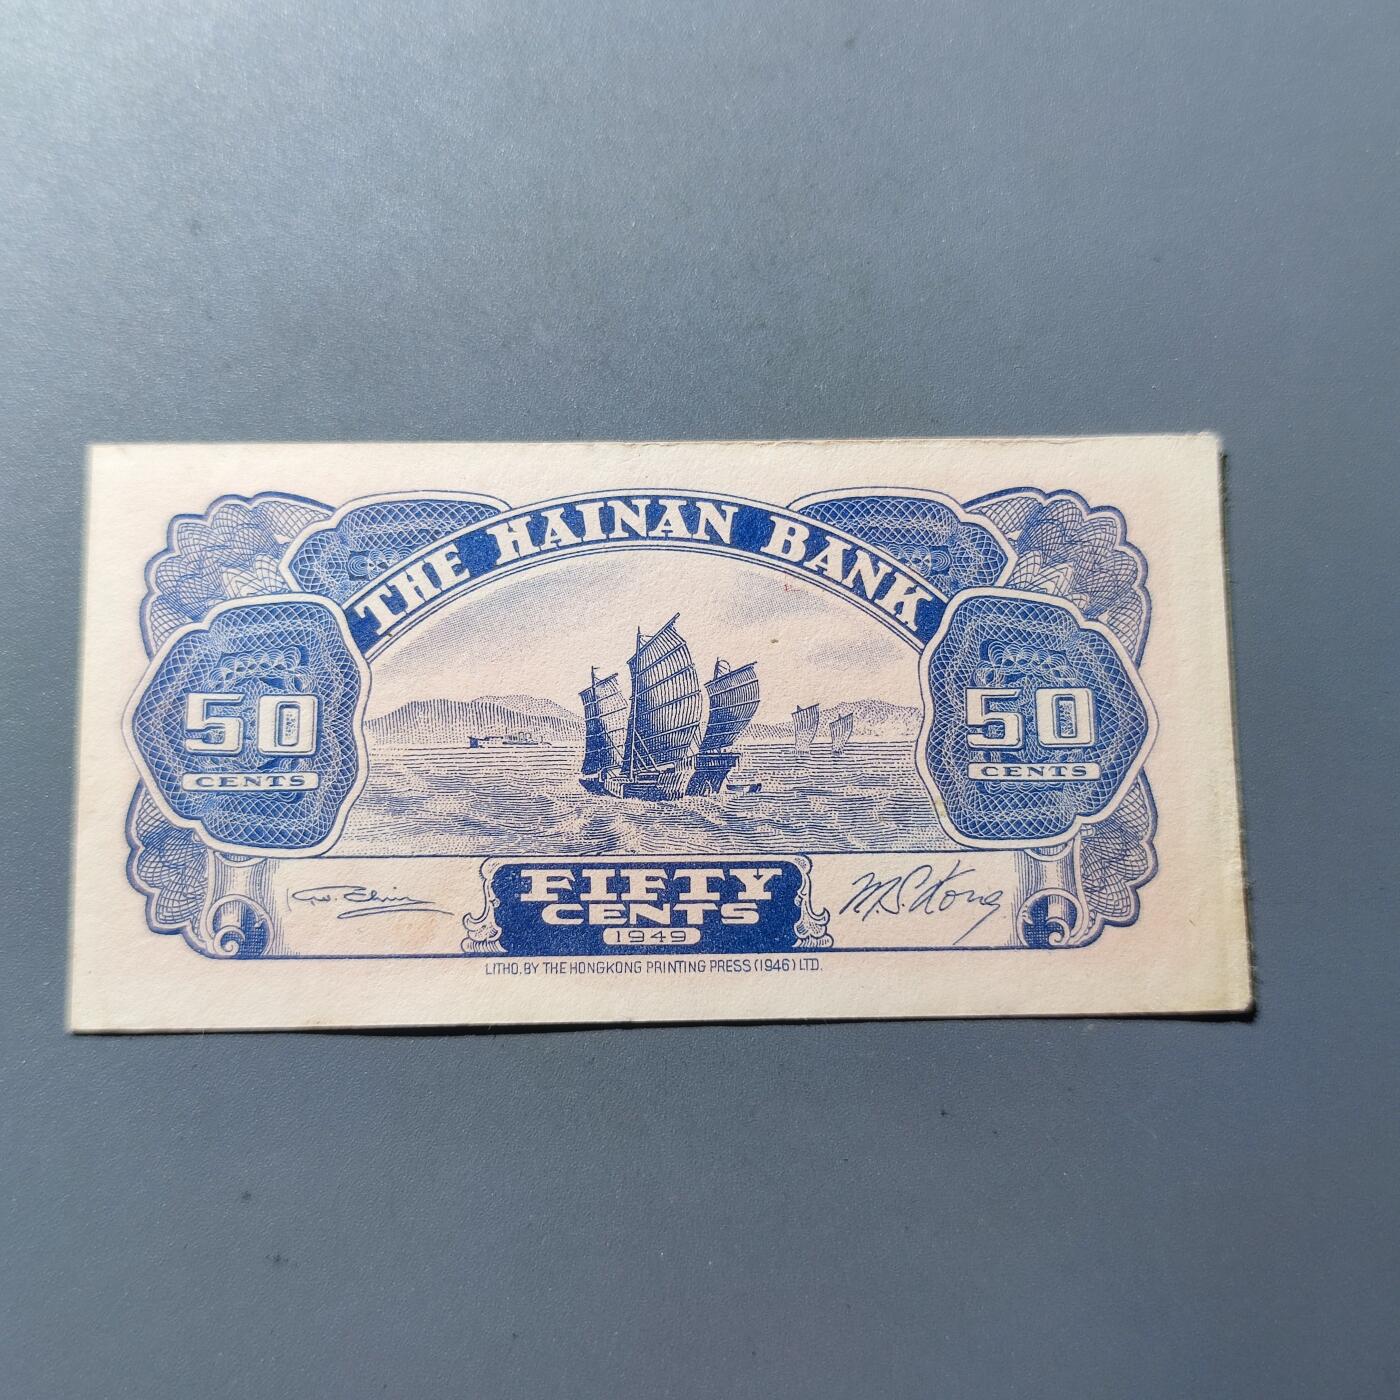 THE HAINAN BANK
50
CENTS
50
CENTS
FIFTY
CENTS
1949
LITHO. BY THE HONGKONG PRINTING PRESS (1946) LTD.